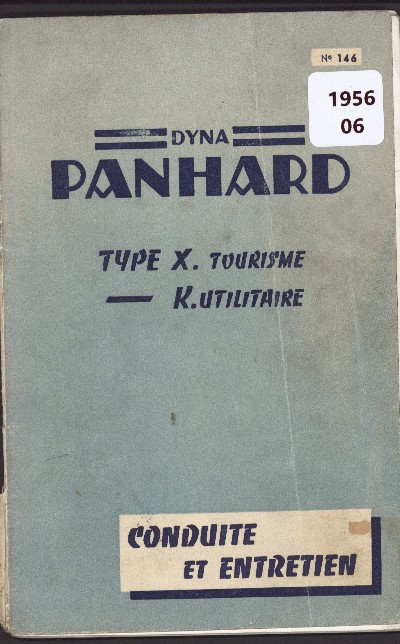 Nº 146
1956
06
DYNA
PANHARD
TYPE X. TOURISME
— K. UTILITAIRE
CONDUITE
ET ENTRETIEN